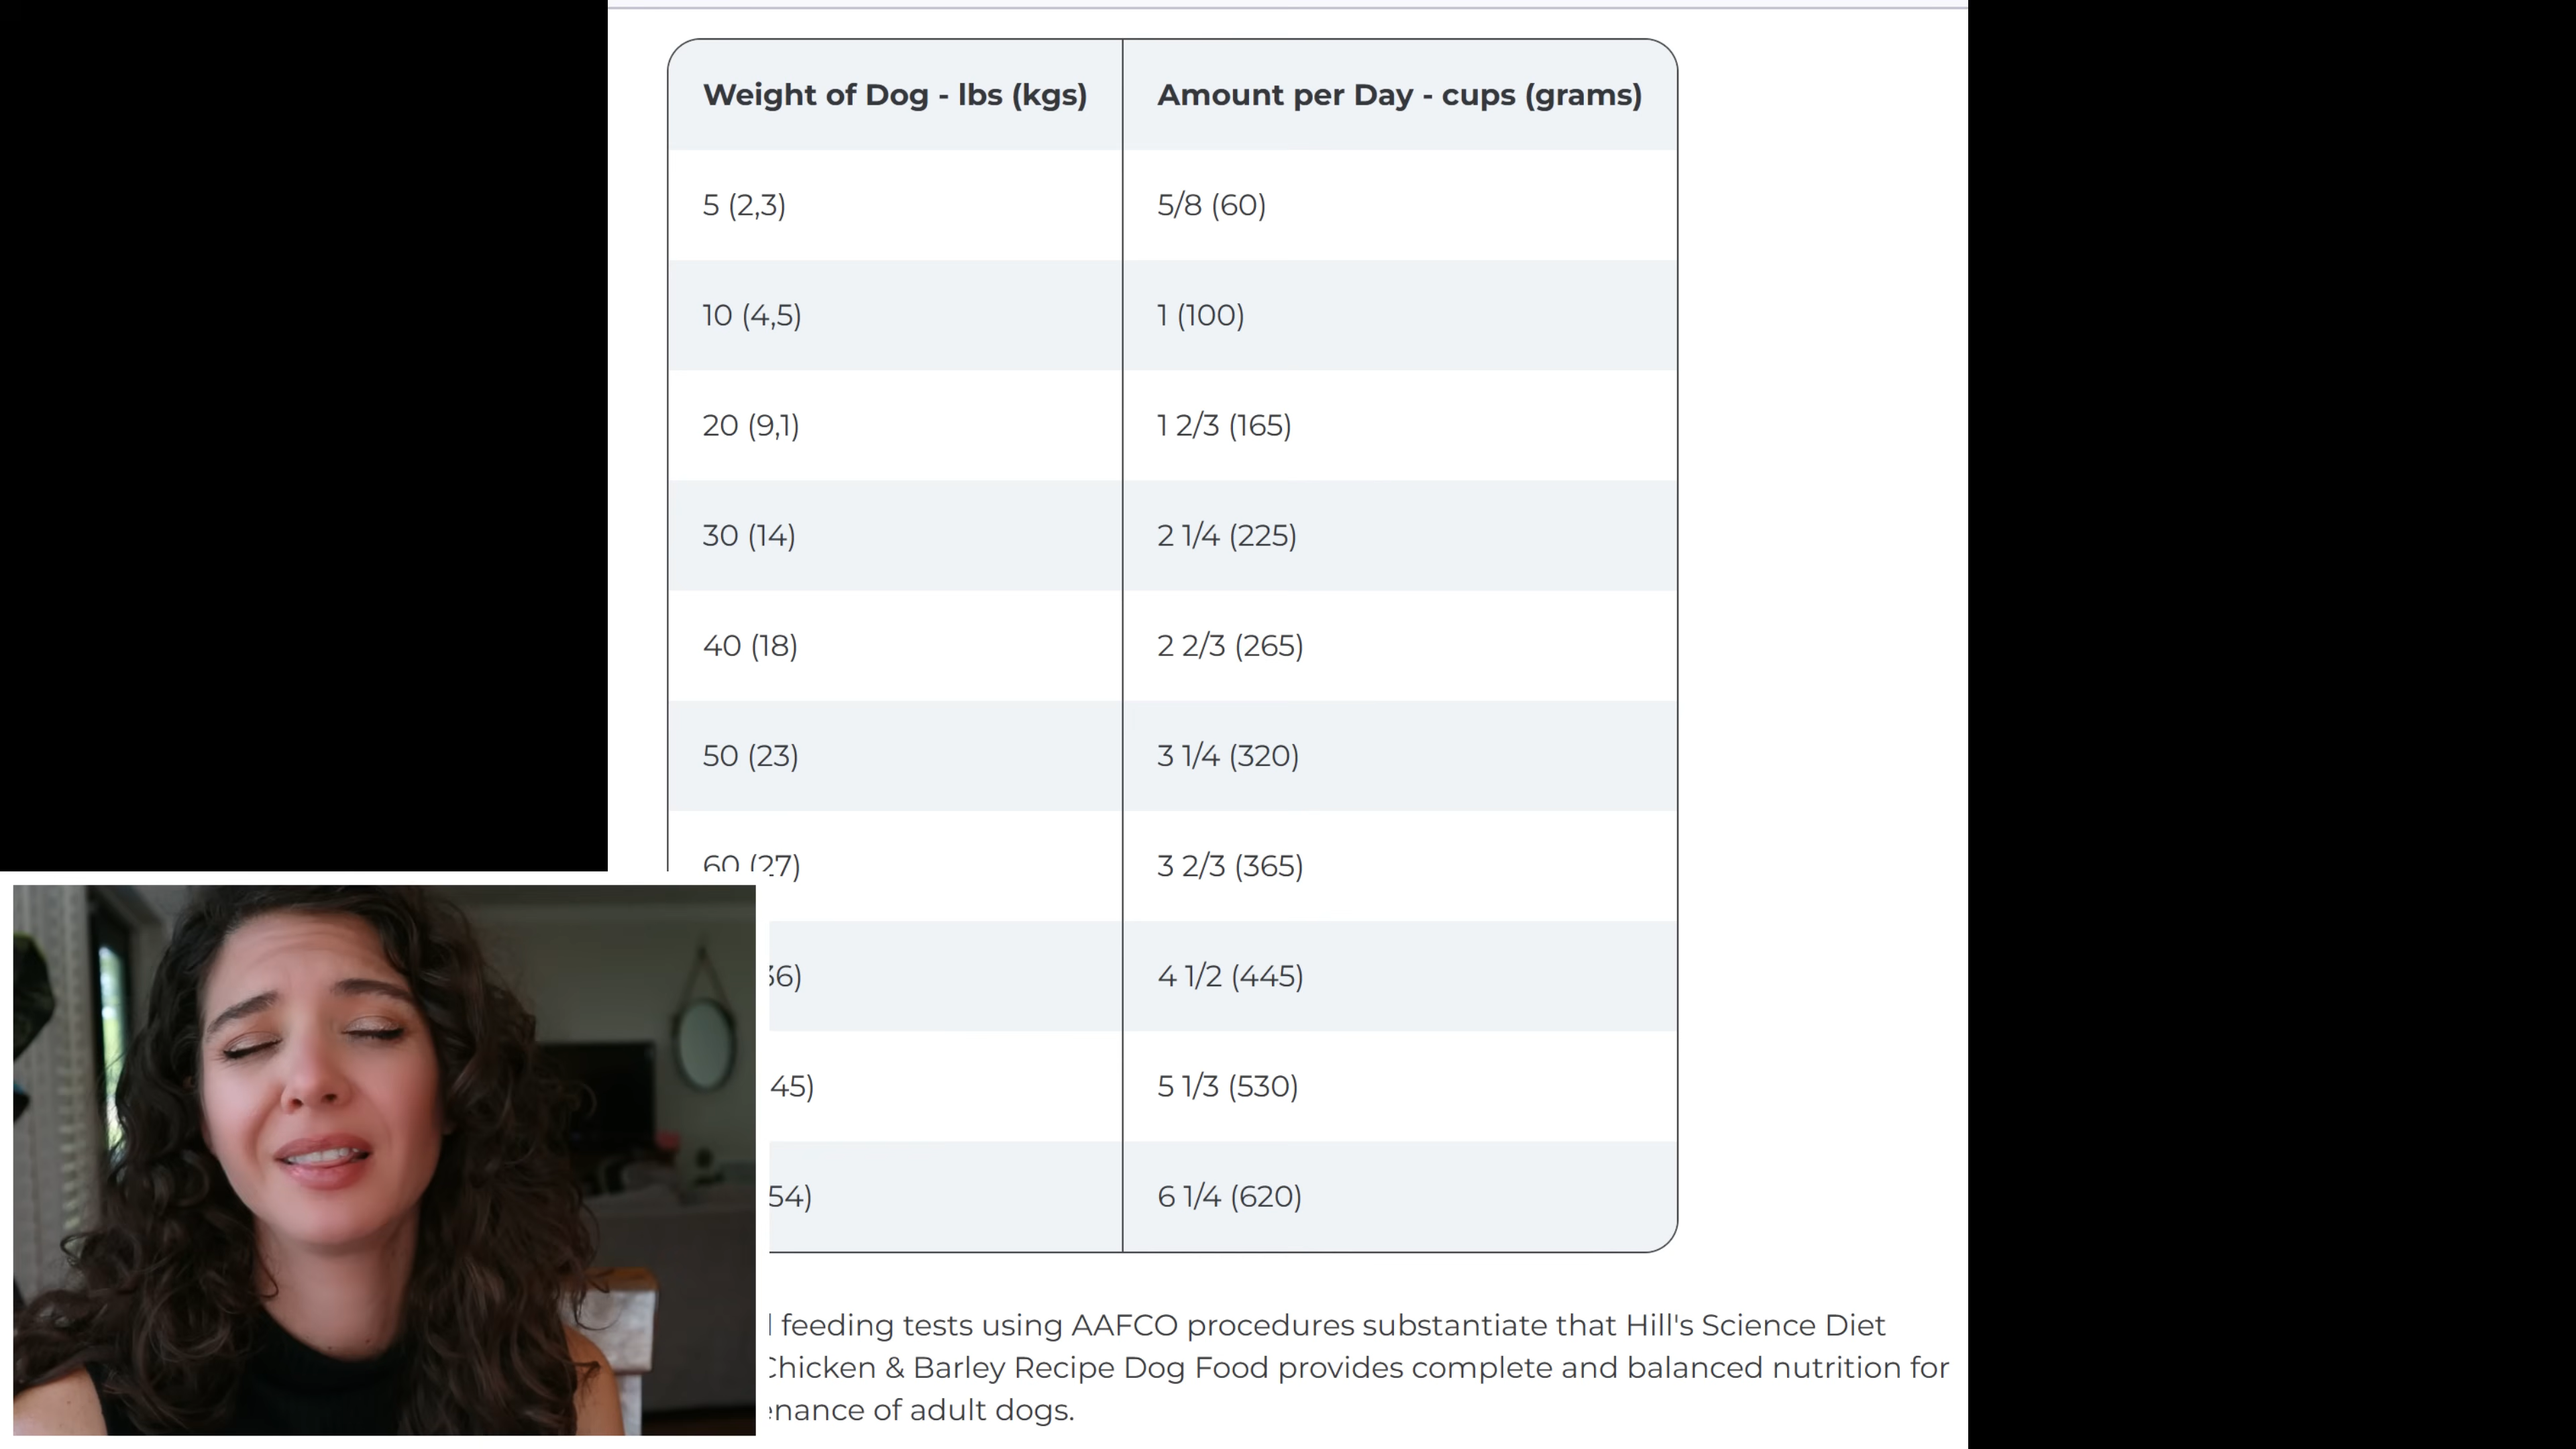 Weight of Dog - lbs (kgs) Amount per Day - cups (grams)
5 (2,3) 5/8 (60)
10 (4,5) 1 (100)
20 (9,1) 1 2/3 (165)
30 (14) 2 1/4 (225)
40 (18) 2 2/3 (265)
50 (23) 3 1/4 (320)
60 (27) 3 2/3 (365)
36) 4 1/2 (445)
45) 5 1/3 (530)
54) 6 1/4 (620)
feeding tests using AAFCO procedures substantiate that Hill's Science Diet
Chicken & Barley Recipe Dog Food provides complete and balanced nutrition for
of adult dogs.